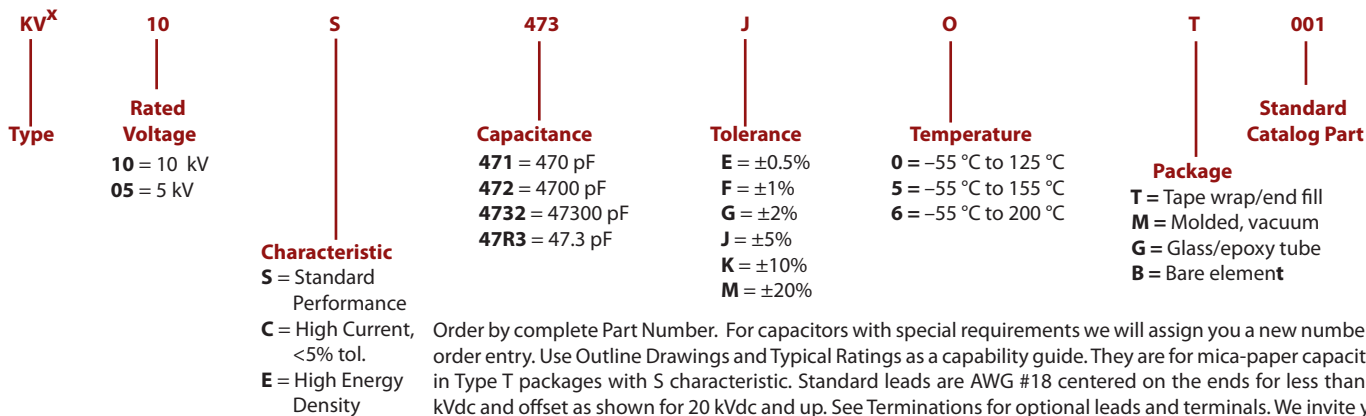 KVX 10 S 473 J O T 001
Type
Rated
Voltage
10 = 10 kV
05 = 5 kV
Characteristic
S = Standard
Performance
C = High Current,
<5% tol.
E = High Energy
Density
Capacitance
471 = 470 pF
472 = 4700 pF
4732 = 47300 pF
47R3 = 47.3 pF
Tolerance
E = ±0.5%
F = ±1%
G = ±2%
J = ±5%
K = ±10%
M = ±20%
Temperature
0 = –55 °C to 125 °C
5 = –55 °C to 155 °C
6 = –55 °C to 200 °C
Package
T = Tape wrap/end fill
M = Molded, vacuum
G = Glass/epoxy tube
B = Bare element
Standard
Catalog Part
Order by complete Part Number. For capacitors with special requirements we will assign you a new numbe
order entry. Use Outline Drawings and Typical Ratings as a capability guide. They are for mica-paper capacit
in Type T packages with S characteristic. Standard leads are AWG #18 centered on the ends for less than
kVdc and offset as shown for 20 kVdc and up. See Terminations for optional leads and terminals. We invite